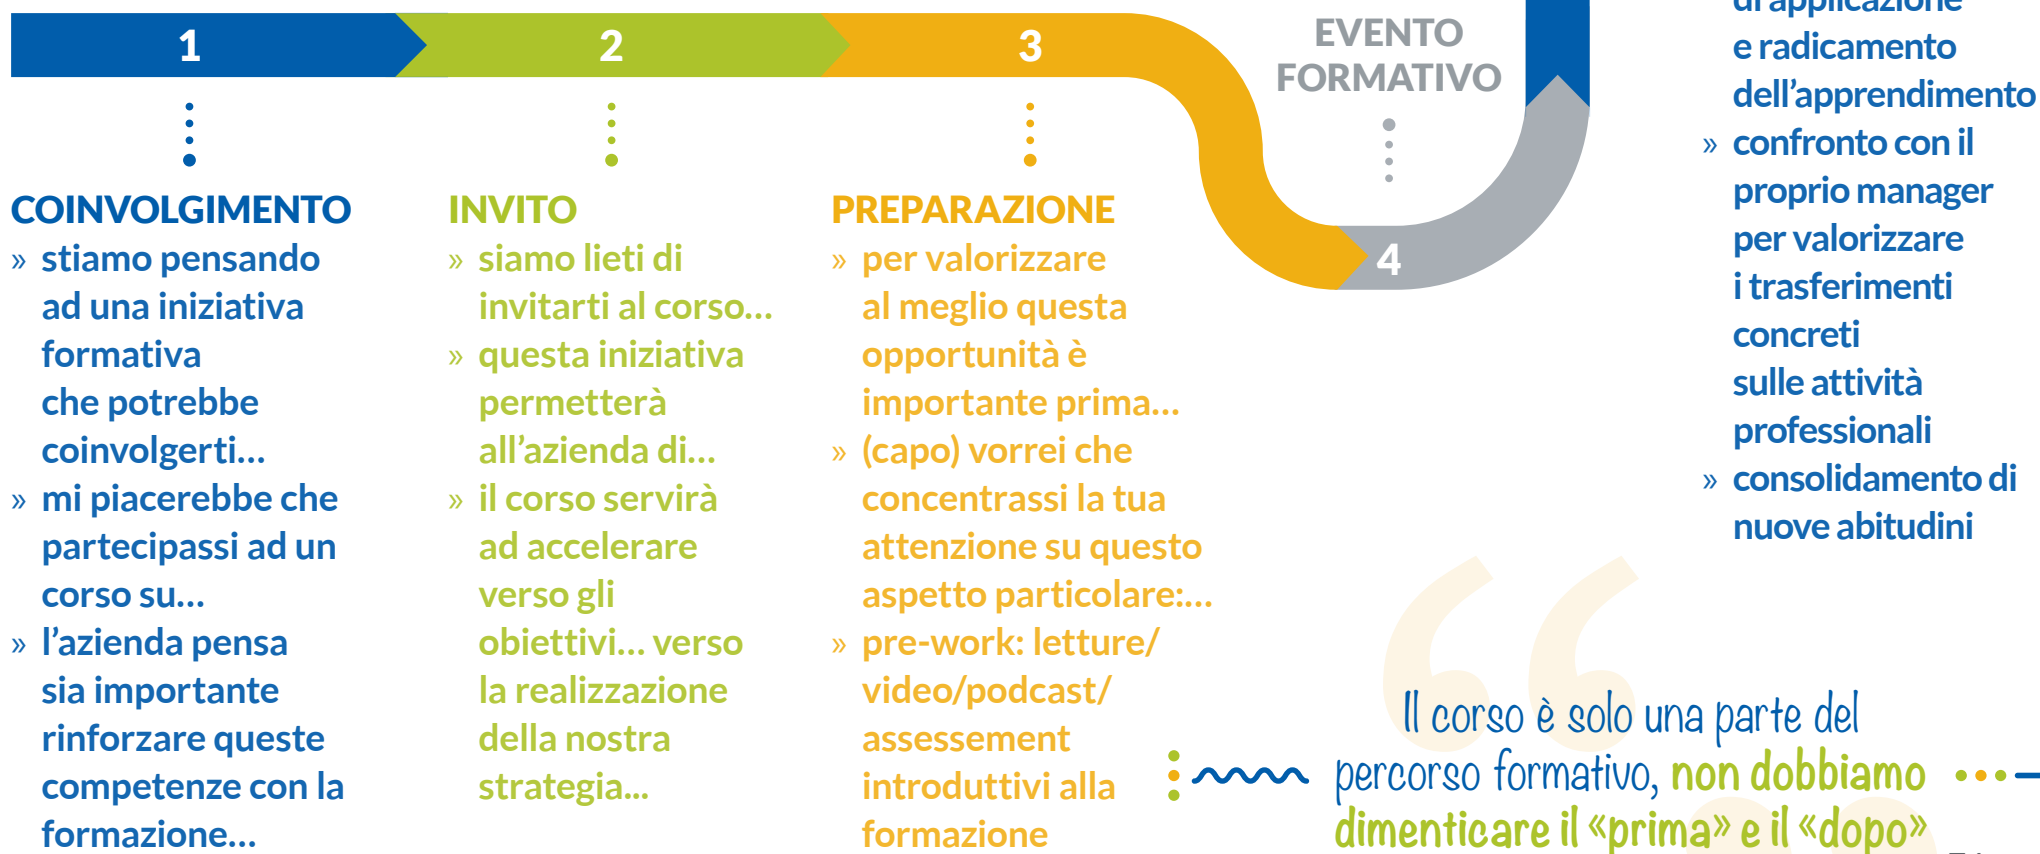 1
COINVOLGIMENTO
» stiamo pensando
ad una iniziativa
formativa
che potrebbe
coinvolgerti…
» mi piacerebbe che
partecipassi ad un
corso su…
» l’azienda pensa
sia importante
rinforzare queste
competenze con la
formazione…
2
INVITO
» siamo lieti di
invitarti al corso…
» questa iniziativa
permetterà
all’azienda di…
» il corso servirà
ad accelerare
verso gli
obiettivi… verso
la realizzazione
della nostra
strategia...
3
PREPARAZIONE
» per valorizzare
al meglio questa
opportunità è
importante prima…
» (capo) vorrei che
concentrassi la tua
attenzione su questo
aspetto particolare:…
» pre-work: letture/
video/podcast/
assessement
introduttivi alla
formazione
EVENTO
FORMATIVO
4
di applicazione
e radicamento
dell’apprendimento
» confronto con il
proprio manager
per valorizzare
i trasferimenti
concreti
sulle attività
professionali
» consolidamento di
nuove abitudini
Il corso è solo una parte del
percorso formativo, non dobbiamo
dimenticare il «prima» e il «dopo»